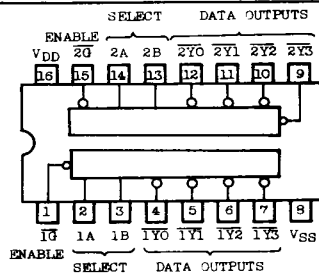 SELECT DATA OUTPUTS
ENABLE
VDD 2G 2A 2B 2Y0 2Y1 2Y2 2Y3
16 15 14 13 12 11 10 9
1 2 3 4 5 6 7 8
1G 1A 1B 1Y0 1Y1 1Y2 1Y3 VSS
ENABLE
SELECT DATA OUTPUTS